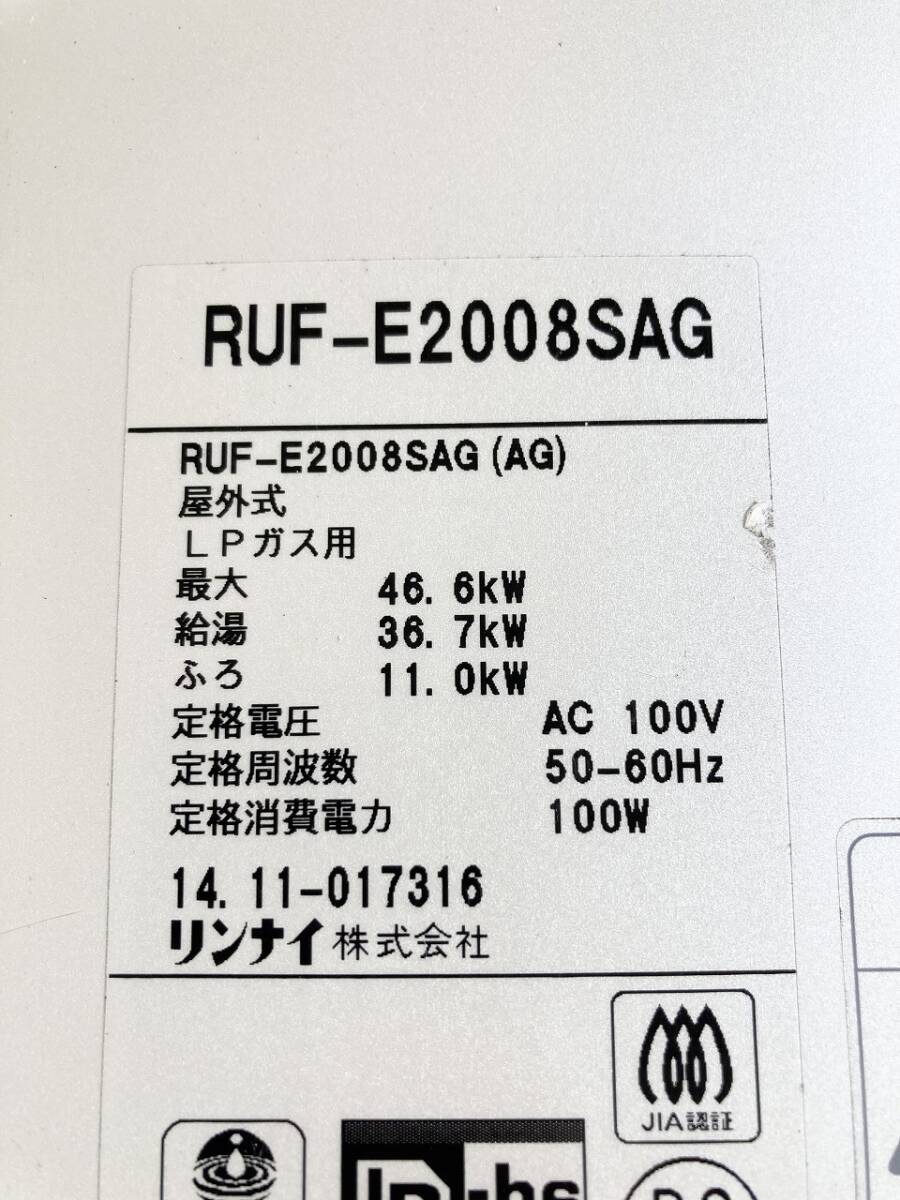 RUF-E2008SAG
RUF-E2008SAG(AG)
屋外式
LPガス用
最大 46.6kW
給湯 36.7kW
ふろ 11.0kW
定格電圧 AC 100V
定格周波数 50-60Hz
定格消費電力 100W
14.11-017316
リンナイ株式会社
JIA認証